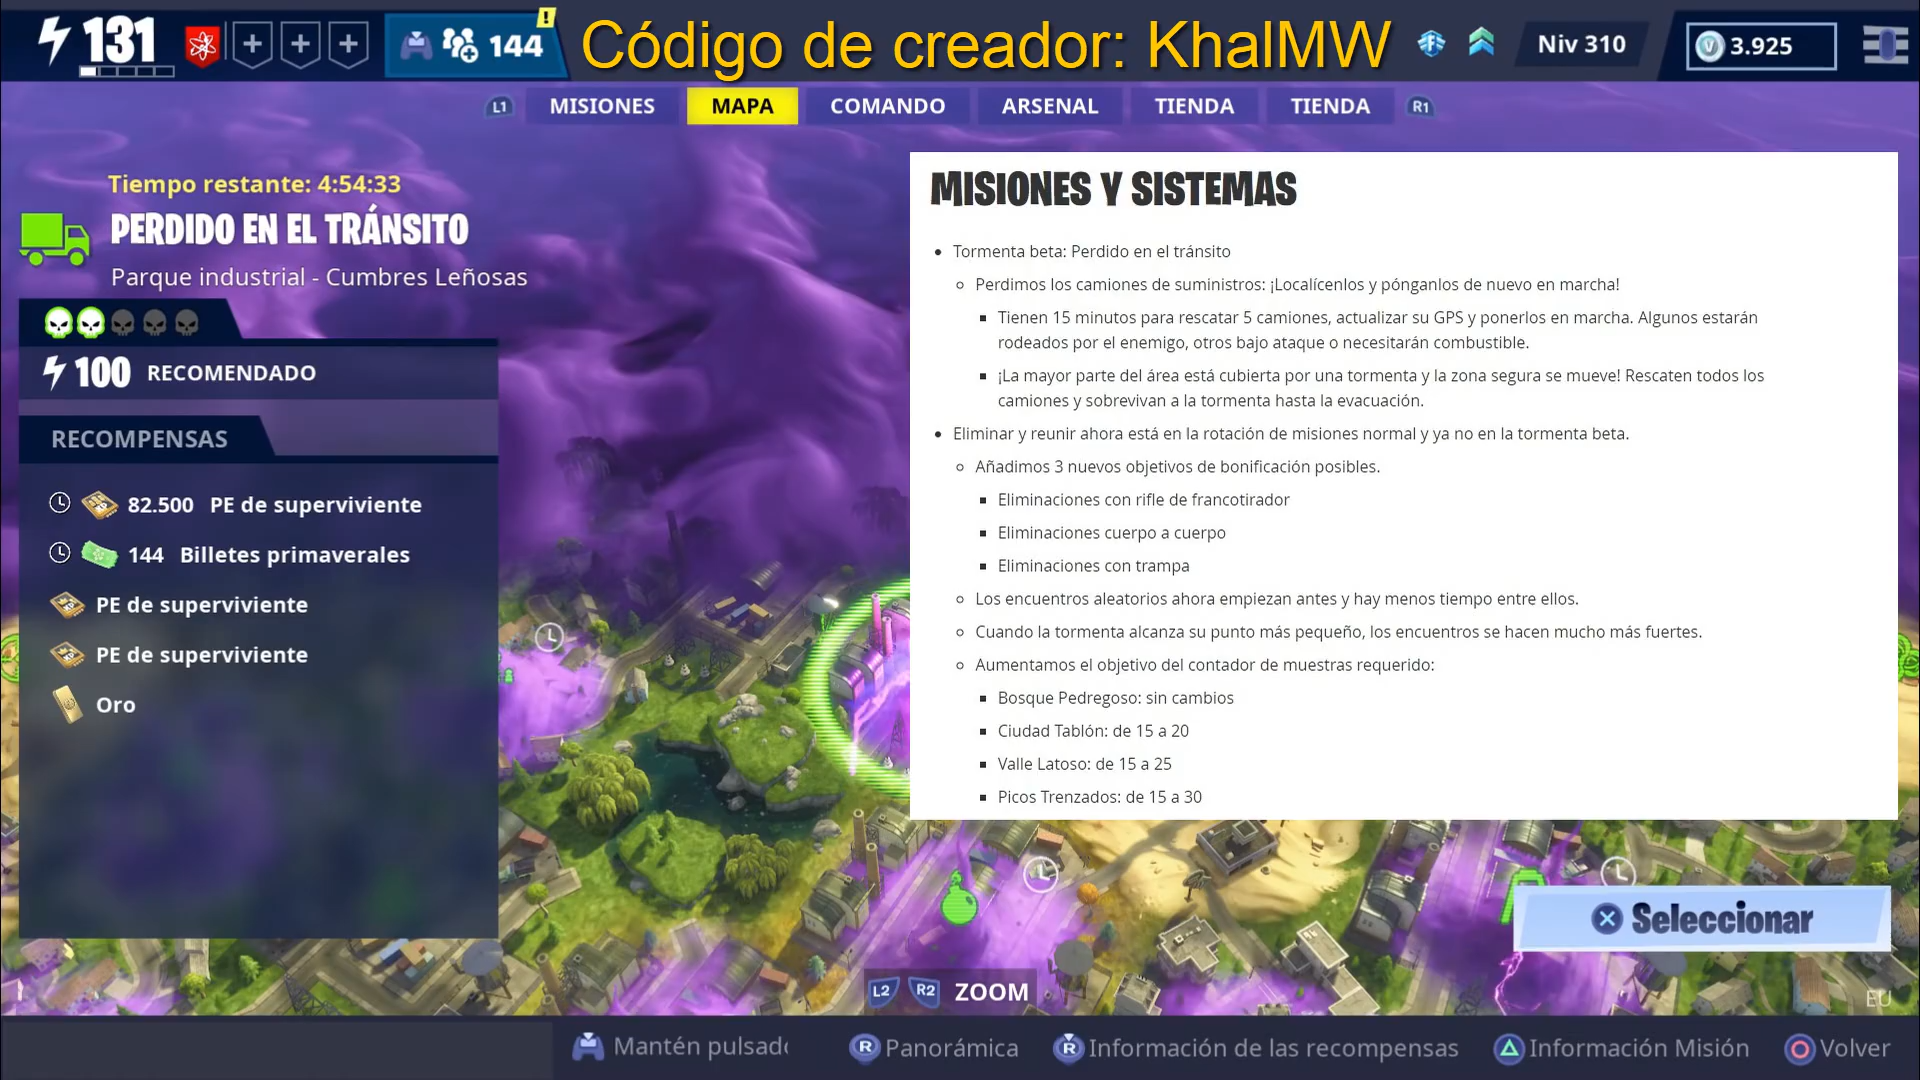 131
144
Código de creador: KhalMW
Niv 310
3.925
L1
MISIONES
MAPA
COMANDO
ARSENAL
TIENDA
TIENDA
R1
Tiempo restante: 4:54:33
PERDIDO EN EL TRÁNSITO
Parque industrial - Cumbres Leñosas
100 RECOMENDADO
RECOMPENSAS
82.500 PE de superviviente
144 Billetes primaverales
PE de superviviente
PE de superviviente
Oro
MISIONES Y SISTEMAS
Tormenta beta: Perdido en el tránsito
Perdimos los camiones de suministros: ¡Localícenlos y pónganlos de nuevo en marcha!
Tienen 15 minutos para rescatar 5 camiones, actualizar su GPS y ponerlos en marcha. Algunos estarán
rodeados por el enemigo, otros bajo ataque o necesitarán combustible.
¡La mayor parte del área está cubierta por una tormenta y la zona segura se mueve! Rescaten todos los
camiones y sobrevivan a la tormenta hasta la evacuación.
Eliminar y reunir ahora está en la rotación de misiones normal y ya no en la tormenta beta.
Añadimos 3 nuevos objetivos de bonificación posibles.
Eliminaciones con rifle de francotirador
Eliminaciones cuerpo a cuerpo
Eliminaciones con trampa
Los encuentros aleatorios ahora empiezan antes y hay menos tiempo entre ellos.
Cuando la tormenta alcanza su punto más pequeño, los encuentros se hacen mucho más fuertes.
Aumentamos el objetivo del contador de muestras requerido:
Bosque Pedregoso: sin cambios
Ciudad Tablón: de 15 a 20
Valle Latoso: de 15 a 25
Picos Trenzados: de 15 a 30
Seleccionar
L2 R2 ZOOM
EU
Mantén pulsado
R Panorámica
R Información de las recompensas
Información Misión
Volver